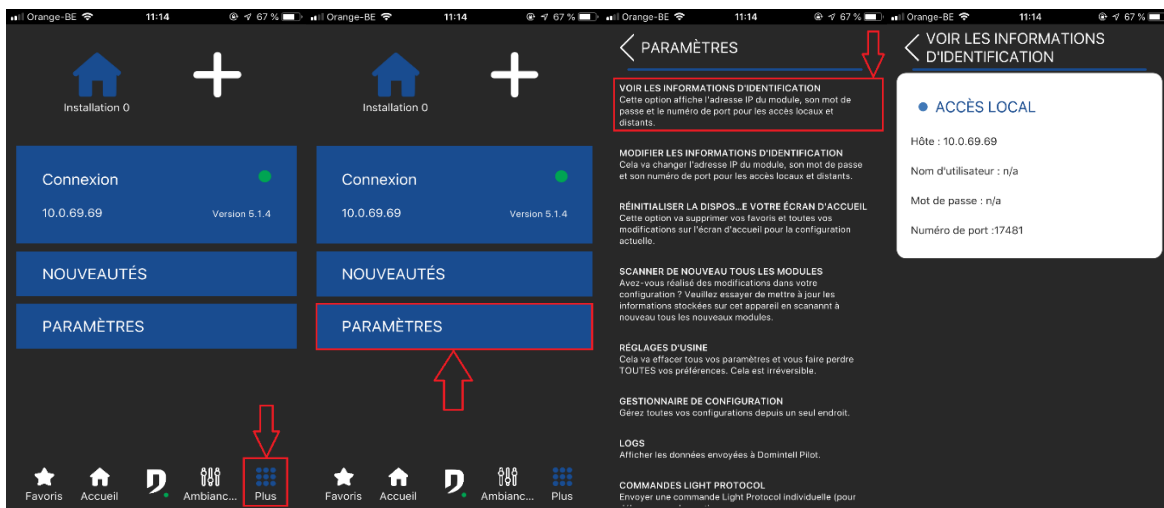 Orange-BE 11:14 67 %
Installation 0
Connexion
10.0.69.69 Version 5.1.4
NOUVEAUTÉS
PARAMÈTRES
Favoris Accueil Ambianc... Plus
Orange-BE 11:14 67 %
Installation 0
Connexion
10.0.69.69 Version 5.1.4
NOUVEAUTÉS
PARAMÈTRES
Favoris Accueil Ambianc... Plus
Orange-BE 11:14 67 %
PARAMÈTRES
VOIR LES INFORMATIONS D'IDENTIFICATION
Cette option affiche l'adresse IP du module, son mot de
passe et le numéro de port pour les accès locaux et
distants.
MODIFIER LES INFORMATIONS D'IDENTIFICATION
Cela va changer l'adresse IP du module, son mot de passe
et son numéro de port pour les accès locaux et distants.
RÉINITIALISER LA DISPOS...E VOTRE ÉCRAN D'ACCUEIL
Cette option va supprimer vos favoris et toutes vos
modifications sur l'écran d'accueil pour la configuration
actuelle.
SCANNER DE NOUVEAU TOUS LES MODULES
Avez-vous réalisé des modifications dans votre
configuration ? Veuillez essayer de mettre à jour les
informations stockées sur cet appareil en scanannt à
nouveau tous les nouveaux modules.
RÉGLAGES D'USINE
Cela va effacer tous vos paramètres et vous faire perdre
TOUTES vos préférences. Cela est irréversible.
GESTIONNAIRE DE CONFIGURATION
Gérez toutes vos configurations depuis un seul endroit.
LOGS
Afficher les données envoyées à Domintell Pilot.
COMMANDES LIGHT PROTOCOL
Envoyer une commande Light Protocol individuelle (pour
Orange-BE 11:14 67 %
VOIR LES INFORMATIONS
D'IDENTIFICATION
ACCÈS LOCAL
Hôte : 10.0.69.69
Nom d'utilisateur : n/a
Mot de passe : n/a
Numéro de port :17481